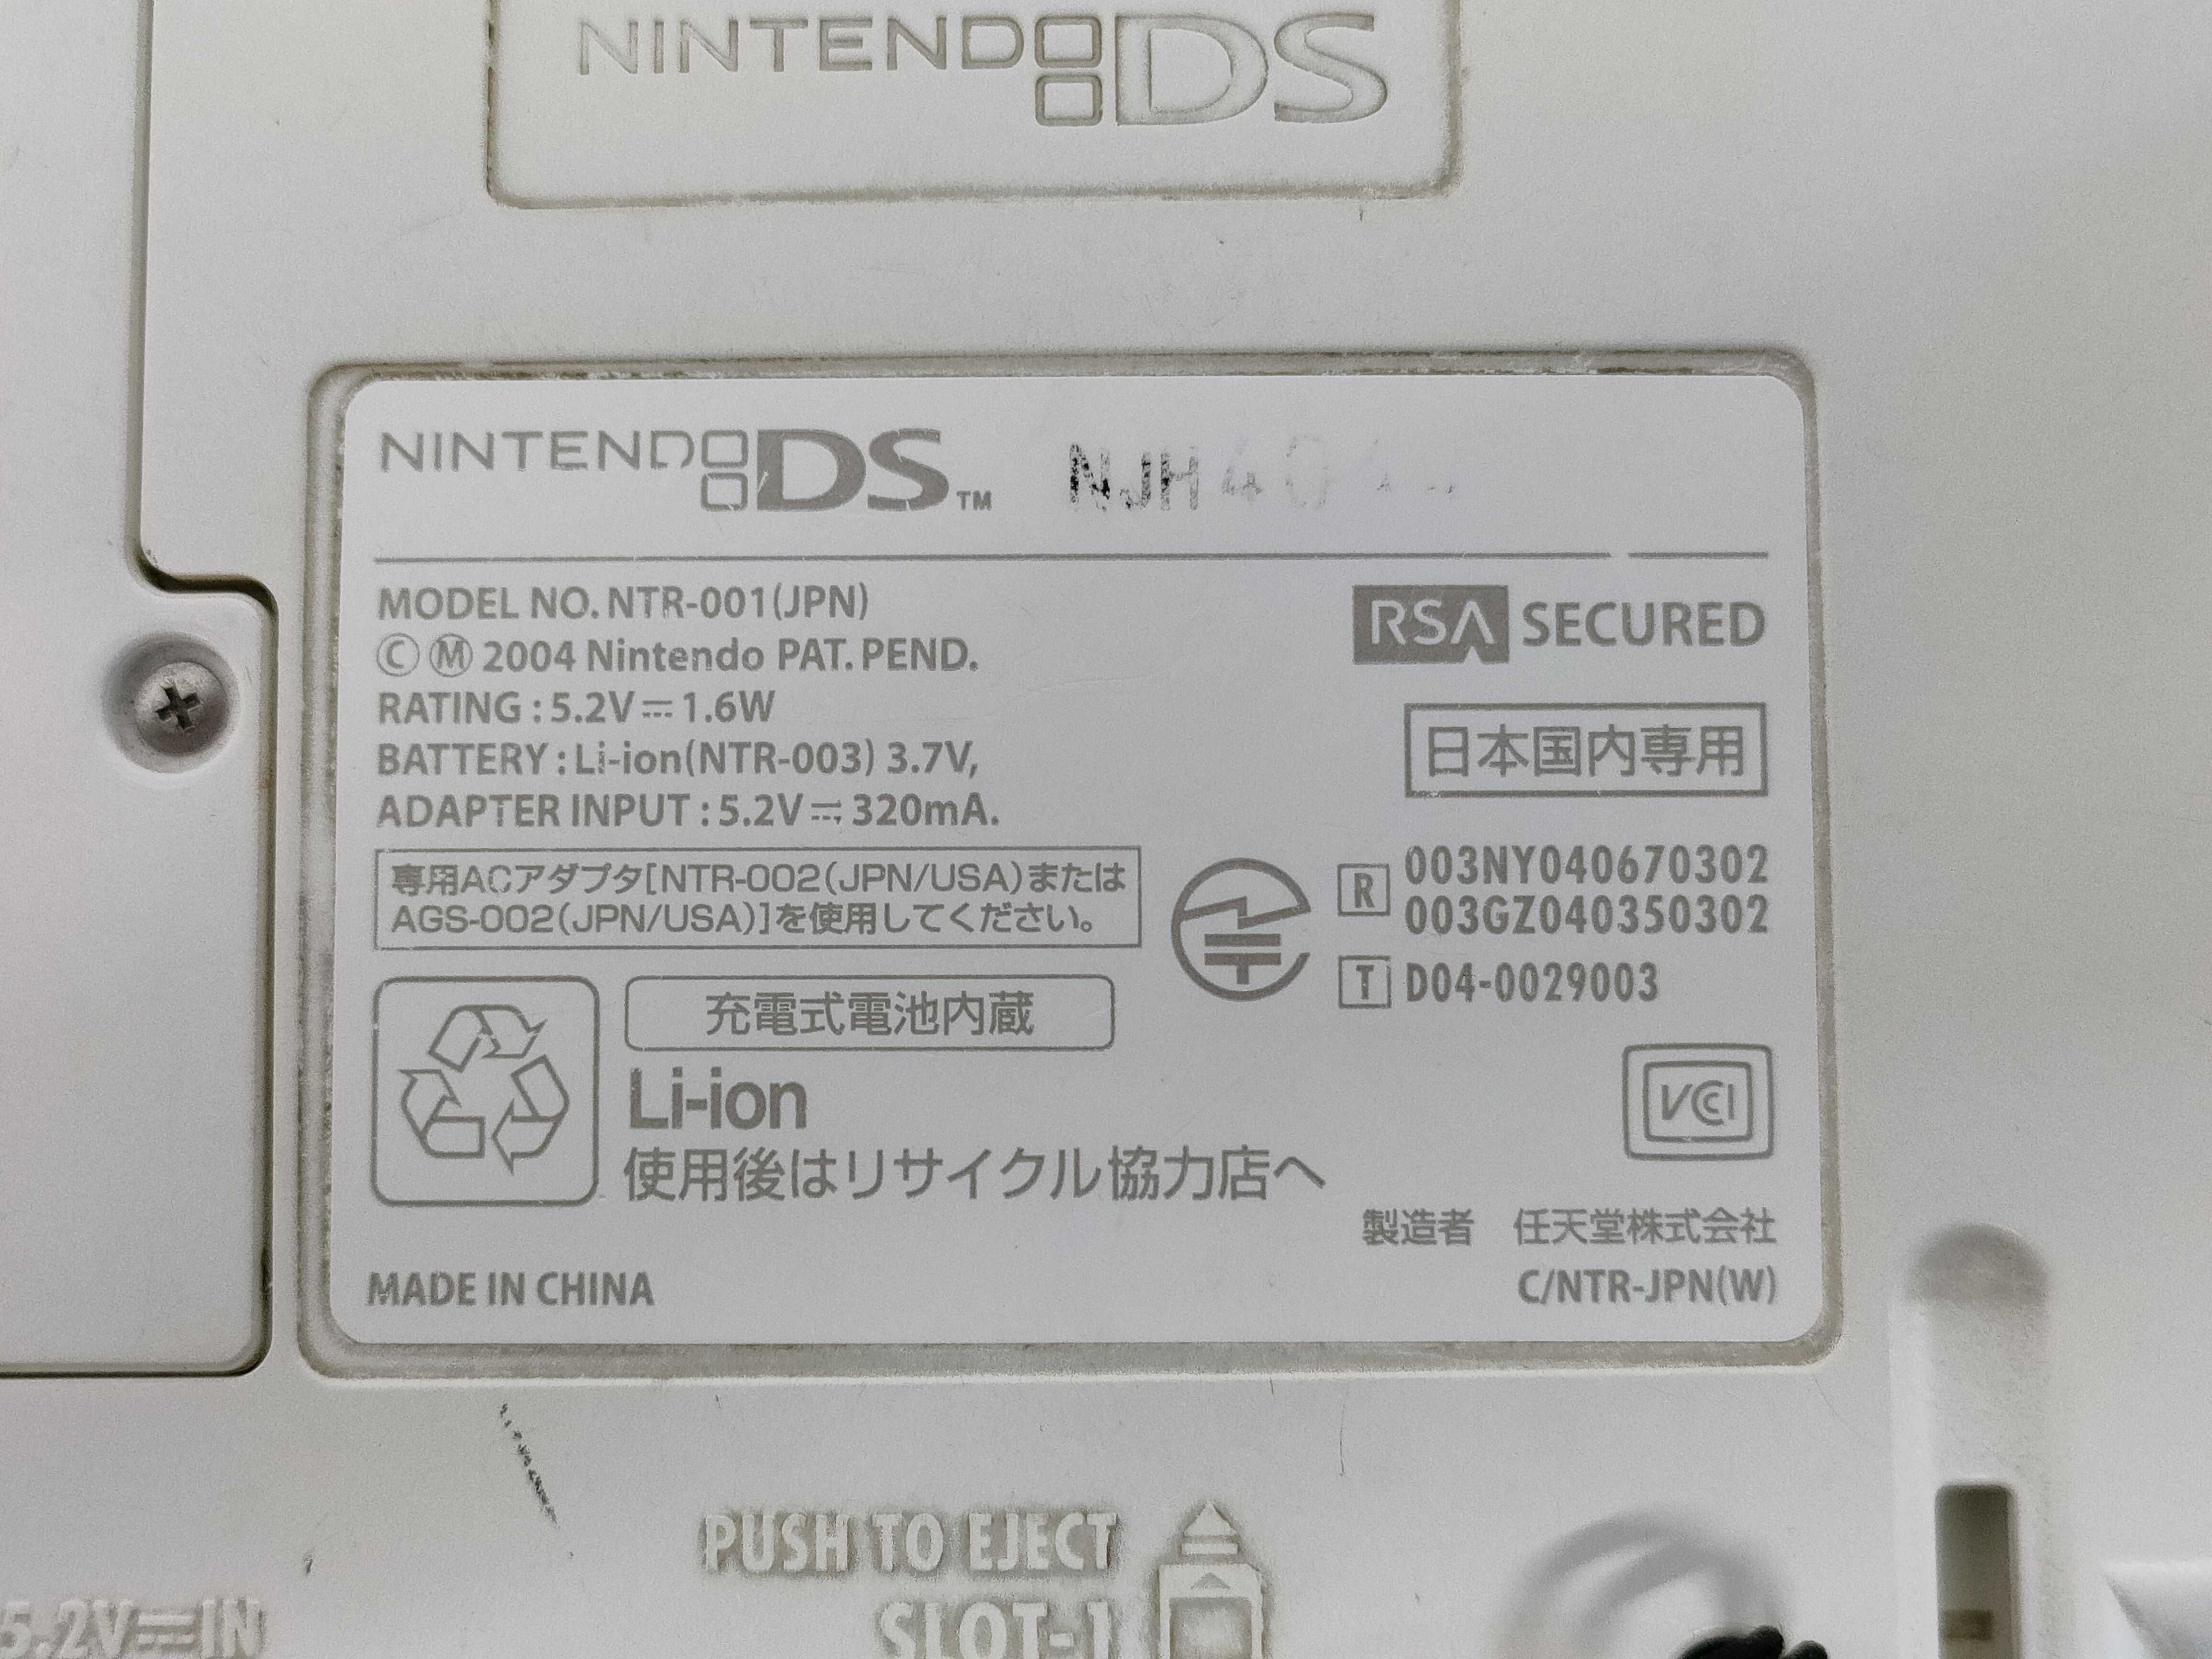 NINTENDO DS
NINTENDO DS TM NJH40
MODEL NO. NTR-001(JPN)
Ⓒ Ⓜ 2004 Nintendo PAT. PEND.
RATING : 5.2V⎓1.6W
BATTERY : Li-ion(NTR-003) 3.7V,
ADAPTER INPUT : 5.2V⎓320mA.
専用ACアダプタ[NTR-002(JPN/USA)または
AGS-002(JPN/USA)]を使用してください。
RSA SECURED
日本国内専用
R 003NY040670302
003GZ040350302
T D04-0029003
充電式電池内蔵
Li-ion
使用後はリサイクル協力店へ
VCI
製造者 任天堂株式会社
MADE IN CHINA
C/NTR-JPN(W)
PUSH TO EJECT
SLOT-1
5.2V⎓IN